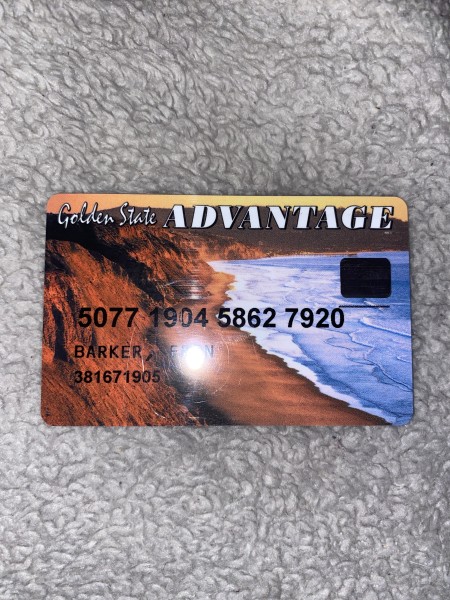 Golden State ADVANTAGE
5077 1904 5862 7920
BARKER,
381671905